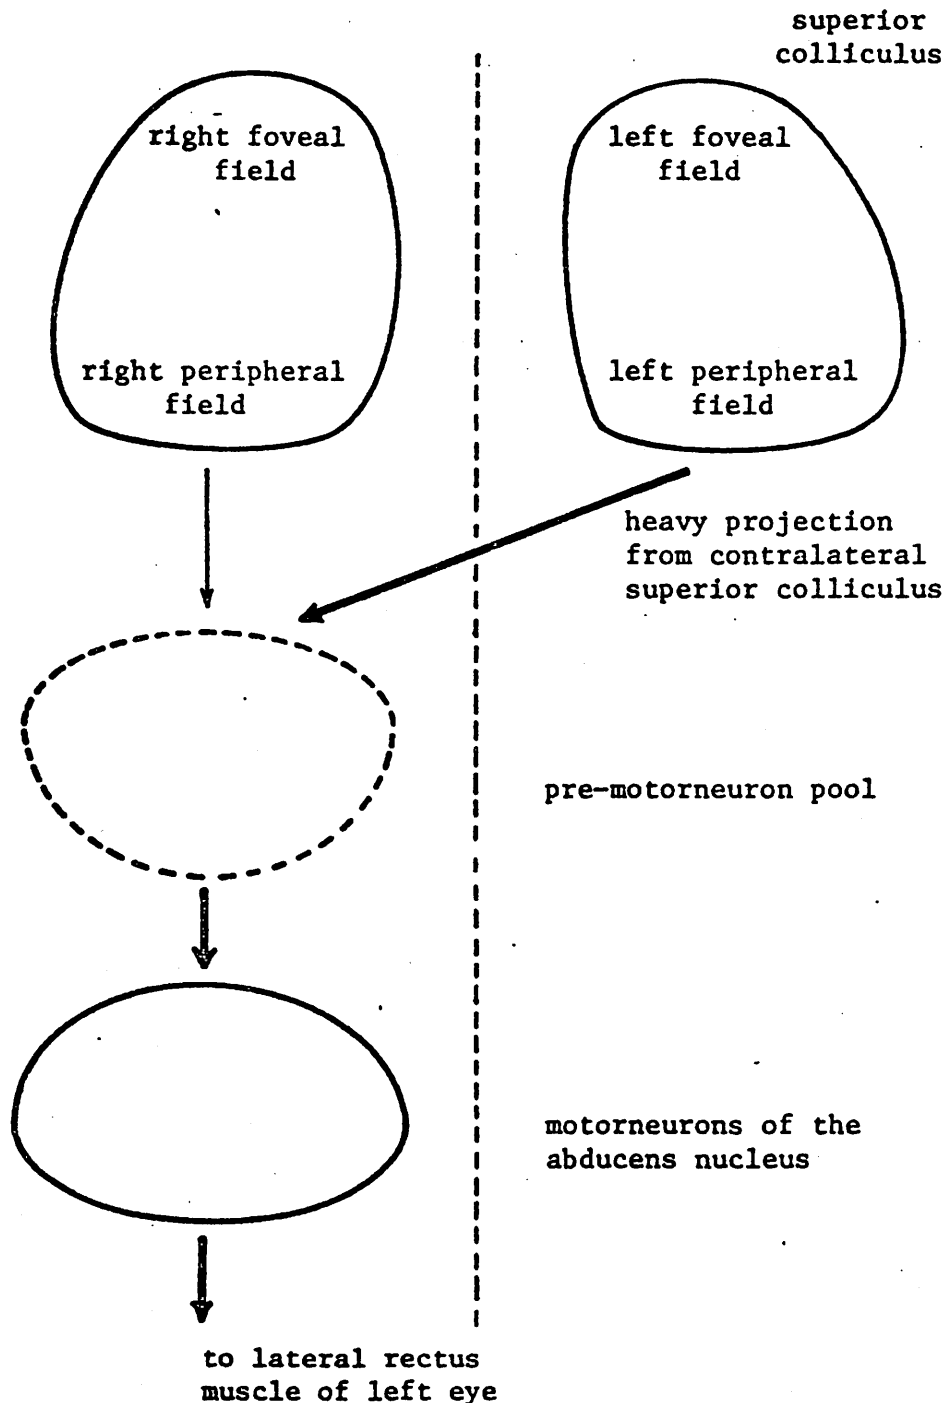 superior
colliculus
right foveal
field
left foveal
field
right peripheral
field
left peripheral
field
heavy projection
from contralateral
superior colliculus
pre-motorneuron pool
motorneurons of the
abducens nucleus
to lateral rectus
muscle of left eye